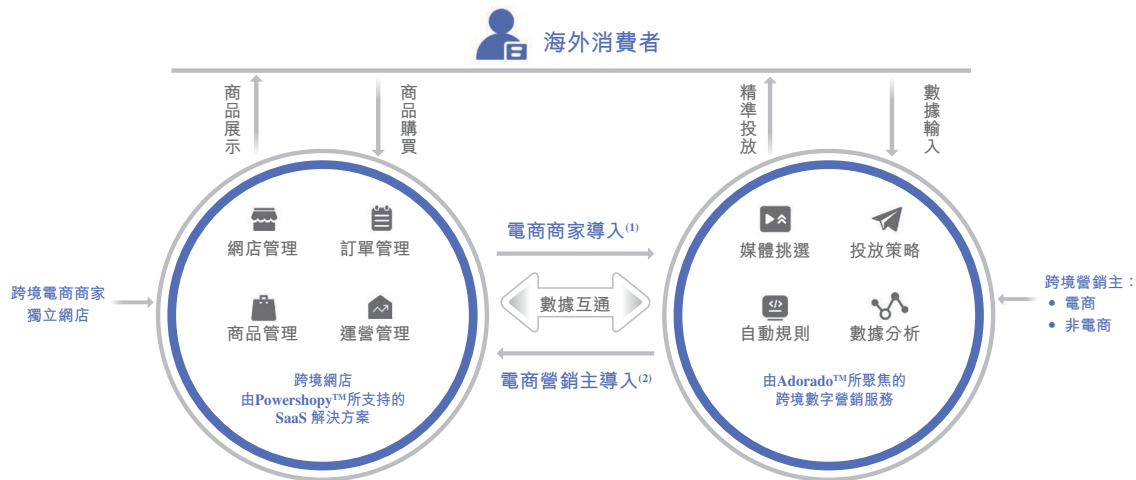 海外消費者
商品展示
商品購買
精準投放
數據輸入
網店管理
訂單管理
商品管理
運營管理
跨境網店
由Powershopy™所支持的
SaaS 解決方案
跨境電商商家
獨立網店
電商商家導入(1)
數據互通
電商營銷主導入(2)
媒體挑選
投放策略
自動規則
數據分析
由Adorado™所聚焦的
跨境數字營銷服務
跨境營銷主：
• 電商
• 非電商